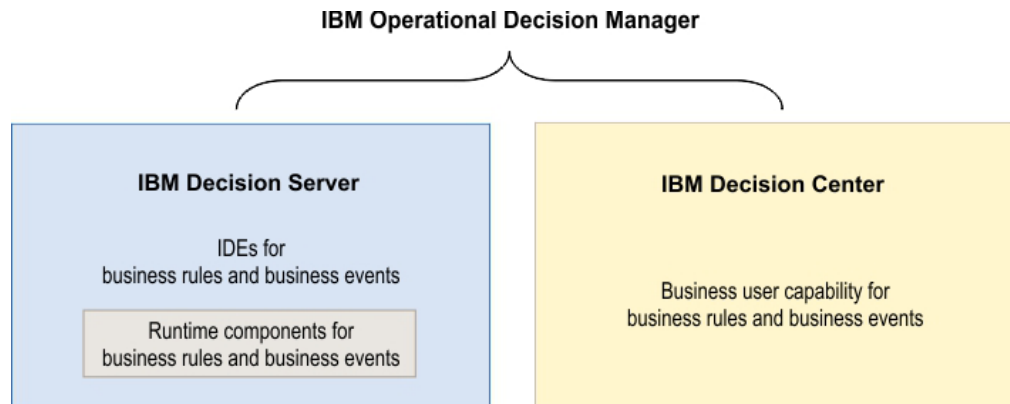 IBM Operational Decision Manager
IBM Decision Server
IDEs for
business rules and business events
Runtime components for
business rules and business events
IBM Decision Center
Business user capability for
business rules and business events